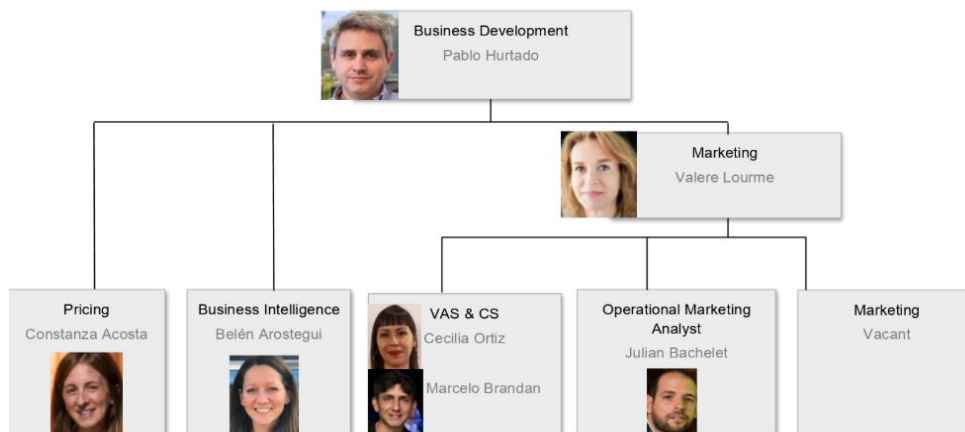 Business Development
Pablo Hurtado
Marketing
Valere Lourme
Pricing
Constanza Acosta
Business Intelligence
Belén Arostegui
VAS & CS
Cecilia Ortiz
Marcelo Brandan
Operational Marketing
Analyst
Julian Bachelet
Marketing
Vacant